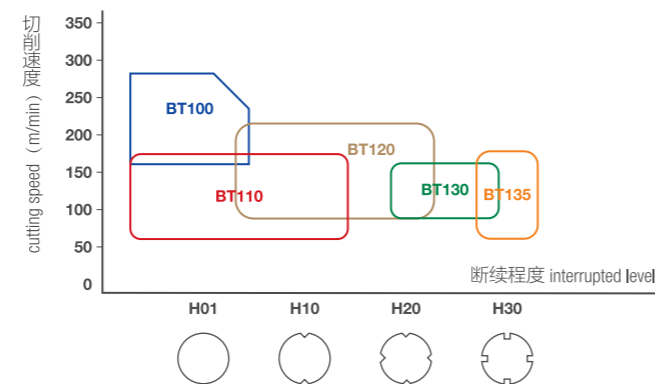 切削速度 cutting speed (m/min)
350
300
250
200
150
100
50
0
BT100
BT120
BT110
BT130
BT135
断续程度 interrupted level
H01 H10 H20 H30